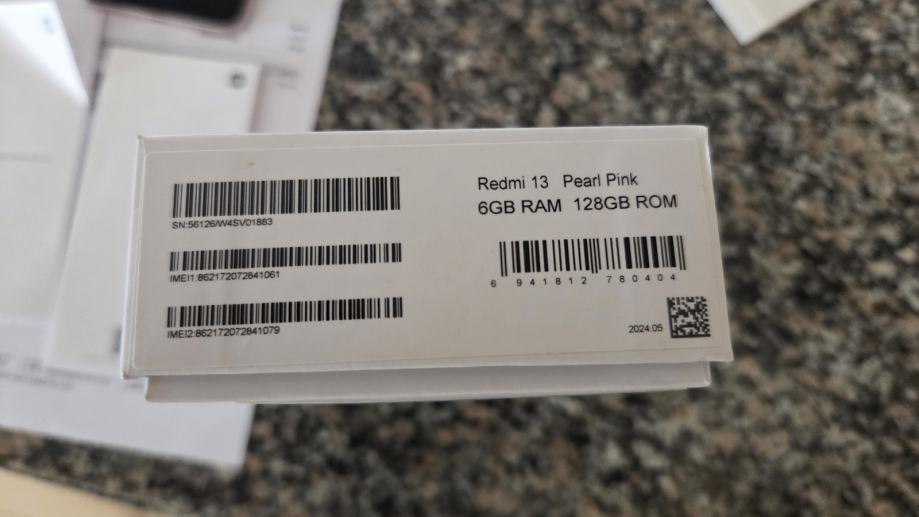 SN:56126/W4SV01883
IMEI1:862172072841061
IMEI2:862172072841079
Redmi 13 Pearl Pink
6GB RAM 128GB ROM
6 941812 780404
2024.05